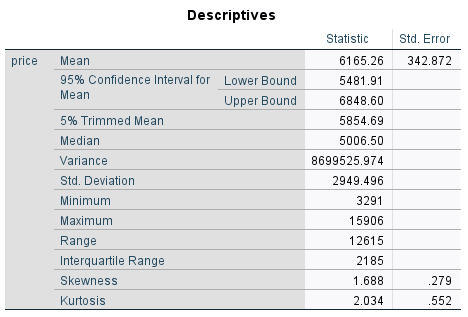 Descriptives
Statistic Std. Error
price Mean 6165.26 342.872
95% Confidence Interval for Mean Lower Bound 5481.91
Upper Bound 6848.60
5% Trimmed Mean 5854.69
Median 5006.50
Variance 8699525.974
Std. Deviation 2949.496
Minimum 3291
Maximum 15906
Range 12615
Interquartile Range 2185
Skewness 1.688 .279
Kurtosis 2.034 .552